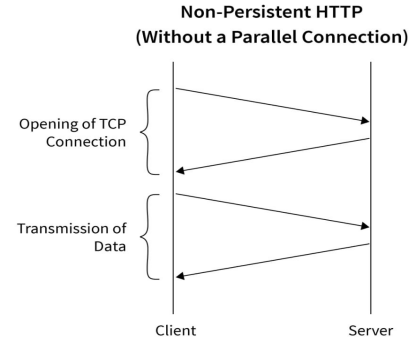 Non-Persistent HTTP
(Without a Parallel Connection)
Opening of TCP
Connection
Transmission of
Data
Client
Server